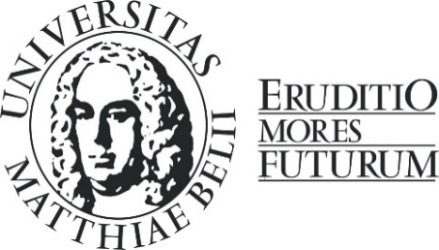 UNIVERSITAS
MATTHIAE BELII
ERUDITIO
MORES
FUTURUM